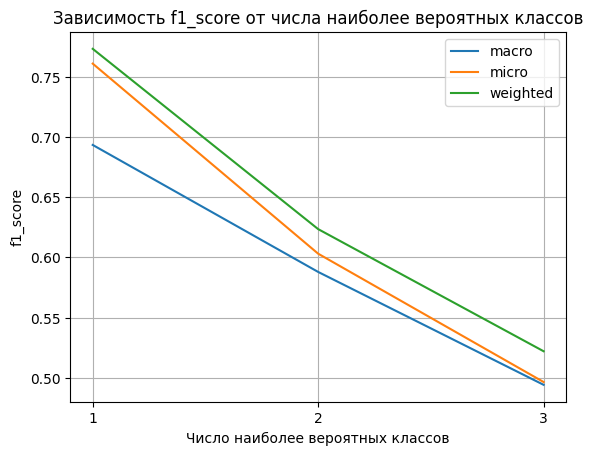 Зависимость f1_score от числа наиболее вероятных классов
macro
micro
weighted
f1_score
0.75
0.70
0.65
0.60
0.55
0.50
1 2 3
Число наиболее вероятных классов